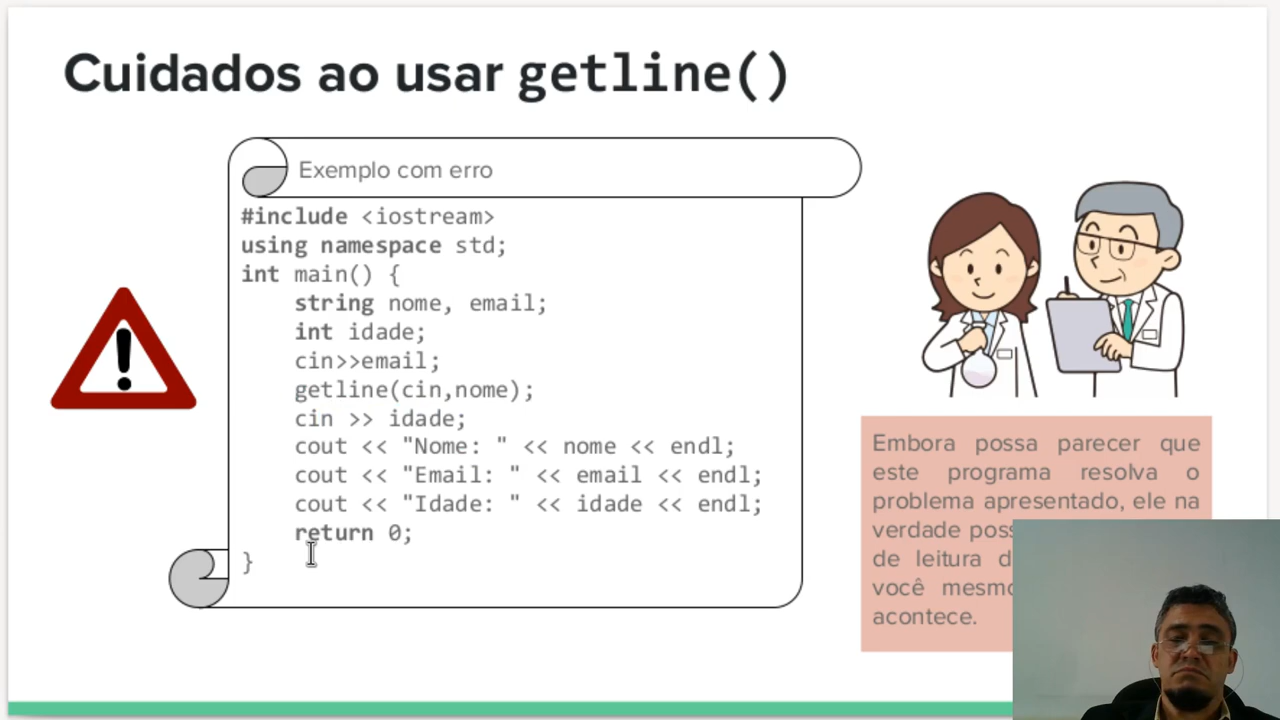 Cuidados ao usar getline()
Exemplo com erro
#include <iostream>
using namespace std;
int main() {
    string nome, email;
    int idade;
    cin>>email;
    getline(cin,nome);
    cin >> idade;
    cout << "Nome: " << nome << endl;
    cout << "Email: " << email << endl;
    cout << "Idade: " << idade << endl;
    return 0;
}
Embora possa parecer que
este programa resolva o
problema apresentado, ele na
verdade
de leitura
você
acontece.